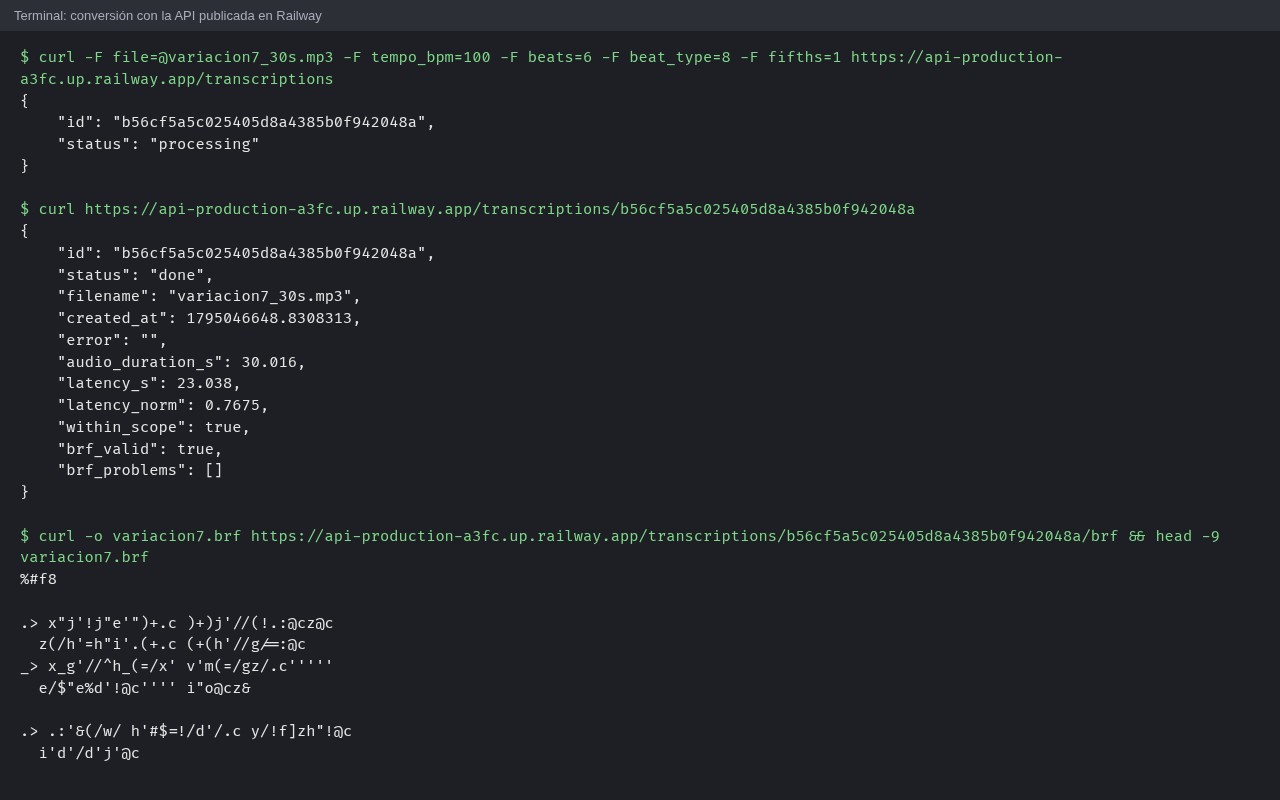 Terminal: conversión con la API publicada en Railway
$ curl -F file=@variacion7_30s.mp3 -F tempo_bpm=100 -F beats=6 -F beat_type=8 -F fifths=1 https://api-production-
a3fc.up.railway.app/transcriptions
{
    "id": "b56cf5a5c025405d8a4385b0f942048a",
    "status": "processing"
}
$ curl https://api-production-a3fc.up.railway.app/transcriptions/b56cf5a5c025405d8a4385b0f942048a
{
    "id": "b56cf5a5c025405d8a4385b0f942048a",
    "status": "done",
    "filename": "variacion7_30s.mp3",
    "created_at": 1795046648.8308313,
    "error": "",
    "audio_duration_s": 30.016,
    "latency_s": 23.038,
    "latency_norm": 0.7675,
    "within_scope": true,
    "brf_valid": true,
    "brf_problems": []
}
$ curl -o variacion7.brf https://api-production-a3fc.up.railway.app/transcriptions/b56cf5a5c025405d8a4385b0f942048a/brf && head -9
variacion7.brf
%#f8
.> x"j'!j"e'")+.c )+)j'//(!.:@cz@c
  z(/h'=h"i'.(+.c (+(h'//g/==:@c
_> x_g'//^h_(=/x' v'm(=/gz/.c'''''
  e/$"e%d'!@c'''' i"o@cz&
.> .:'&(/w/ h'#$=!/d'/.c y/!f]zh"!@c
  i'd'/d'j'@c